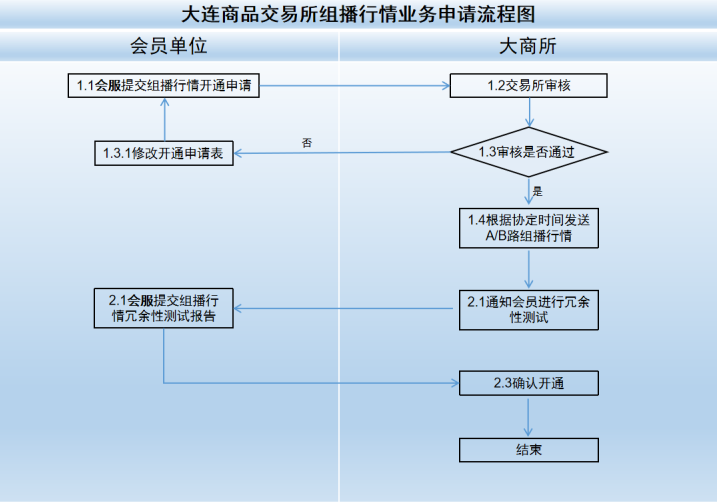 大连商品交易所组播行情业务申请流程图
会员单位
大商所
1.1会服提交组播行情开通申请
1.2交易所审核
否
1.3.1修改开通申请表
1.3审核是否通过
是
1.4根据协定时间发送
A/B路组播行情
2.1会服提交组播行
情冗余性测试报告
2.1通知会员进行冗余
性测试
2.3确认开通
结束